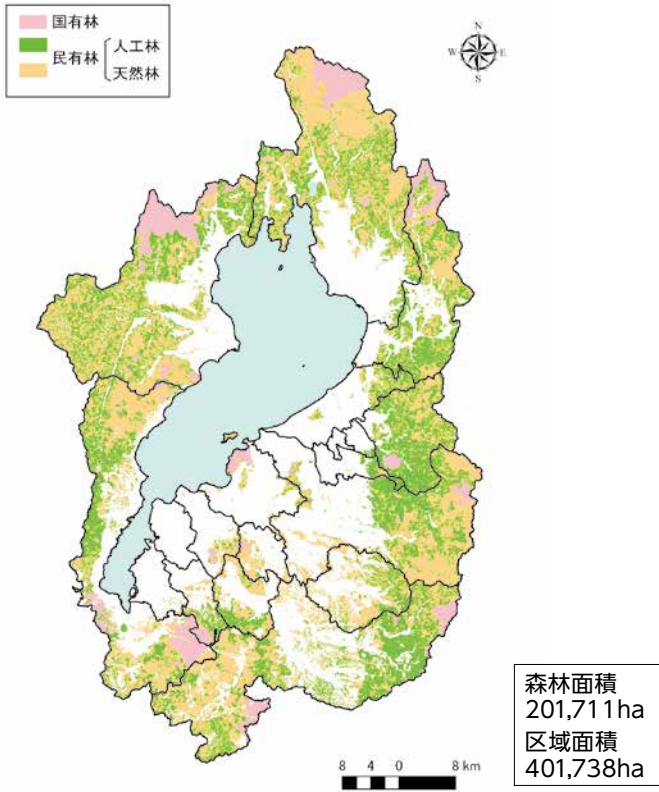 国有林
民有林
人工林
天然林
N
W E
S
8 4 0 8 km
森林面積
201,711ha
区域面積
401,738ha